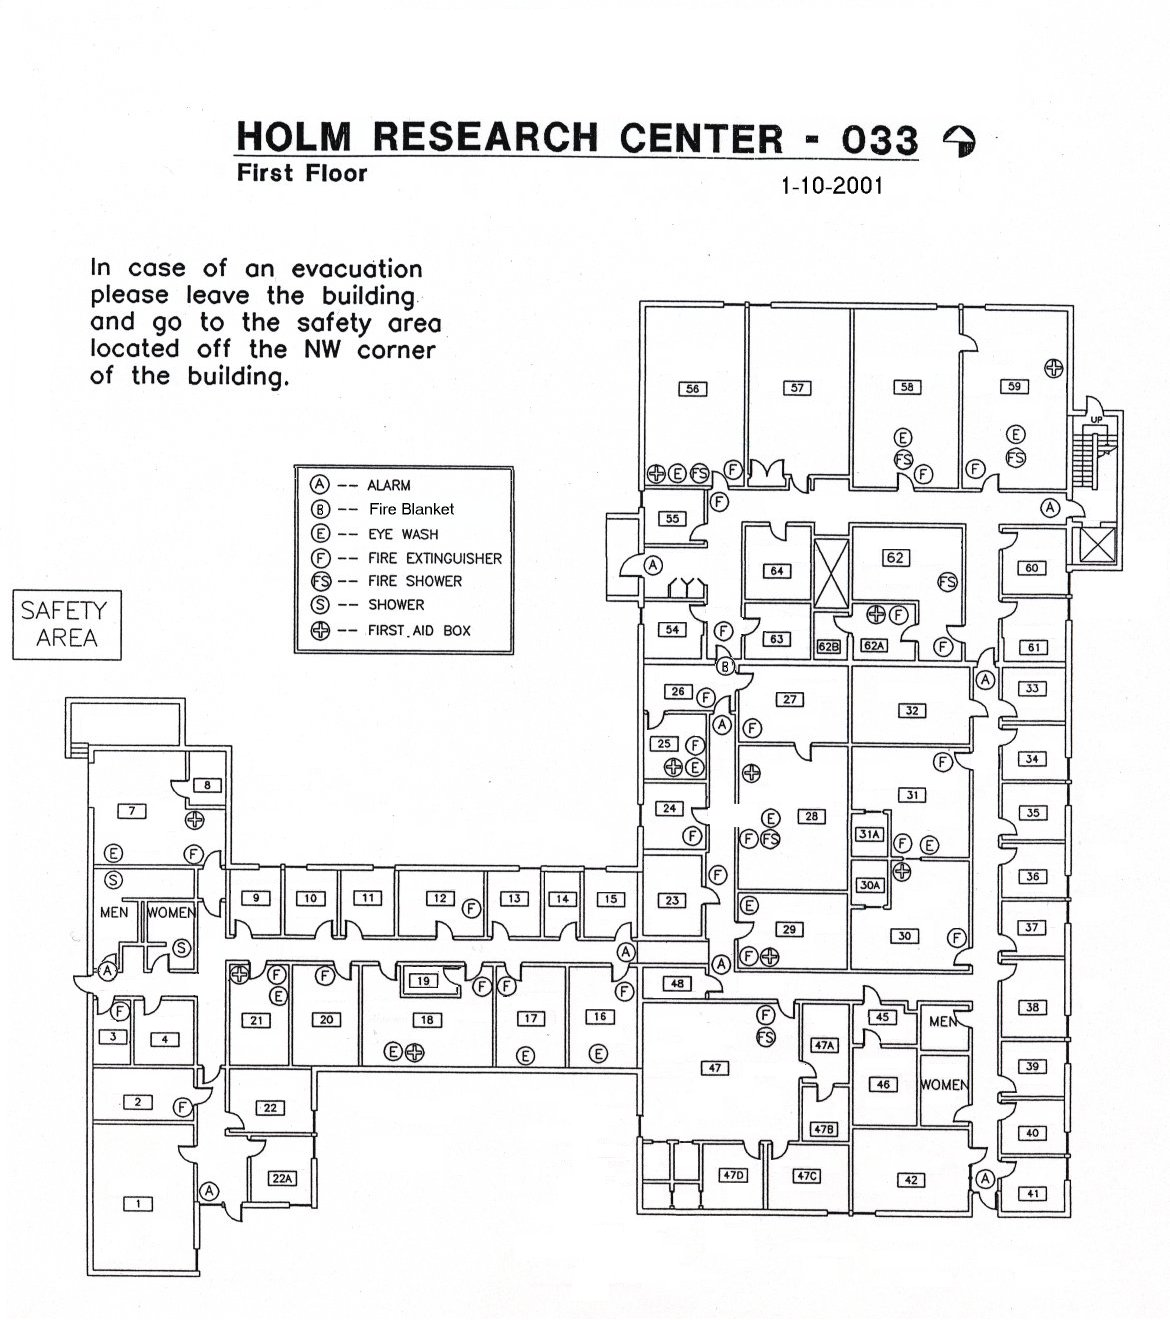 HOLM RESEARCH CENTER - 033
First Floor
1-10-2001
In case of an evacuation
please leave the building
and go to the safety area
located off the NW corner
of the building.
A -- ALARM
B -- Fire Blanket
E -- EYE WASH
F -- FIRE EXTINGUISHER
FS -- FIRE SHOWER
S -- SHOWER
-- FIRST AID BOX
SAFETY
AREA
56
57
58
59
E
E
FS
FS
E
FS
F
F
F
UP
F
A
55
A
64
62
FS
60
54
F
63
62B
62A
F
F
61
B
A
26
F
27
32
33
A
F
25
F
E
F
34
8
31
7
24
F
E
F
FS
28
31A
F
E
35
E
F
S
F
30A
36
9
10
11
12
F
13
14
15
23
E
MEN
WOMEN
29
30
F
37
S
A
F
A
A
48
19
F
F
F
F
F
E
21
20
18
17
16
38
F
3
4
F
FS
45
MEN
47A
E
E
E
47
39
46
WOMEN
2
F
22
47B
40
22A
47D
47C
42
A
41
1
A